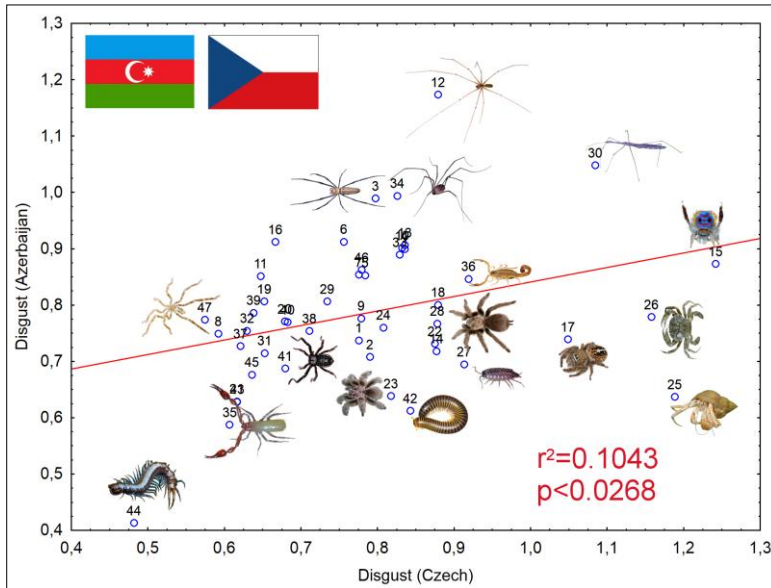 1,3
1,2
12
1,1
30
1,0
3 34
16 6
0,9
15
11 36
19 29 18
0,8
39
47 9 28 26
8 32 38 24
37 1 22 17
0,7
31 2 14
45 41 27
23 25
35 42
0,6
0,5
44
0,4
r²=0.1043
p<0.0268
0,4 0,5 0,6 0,7 0,8 0,9 1,0 1,1 1,2 1,3
Disgust (Czech)
Disgust (Azerbaijan)